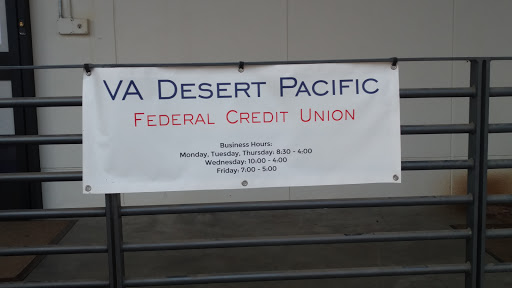 VA Desert Pacific
Federal Credit Union
Business Hours:
Monday, Tuesday, Thursday: 8:30 - 4:00
Wednesday: 10:00 - 4:00
Friday: 7:00 - 5:00